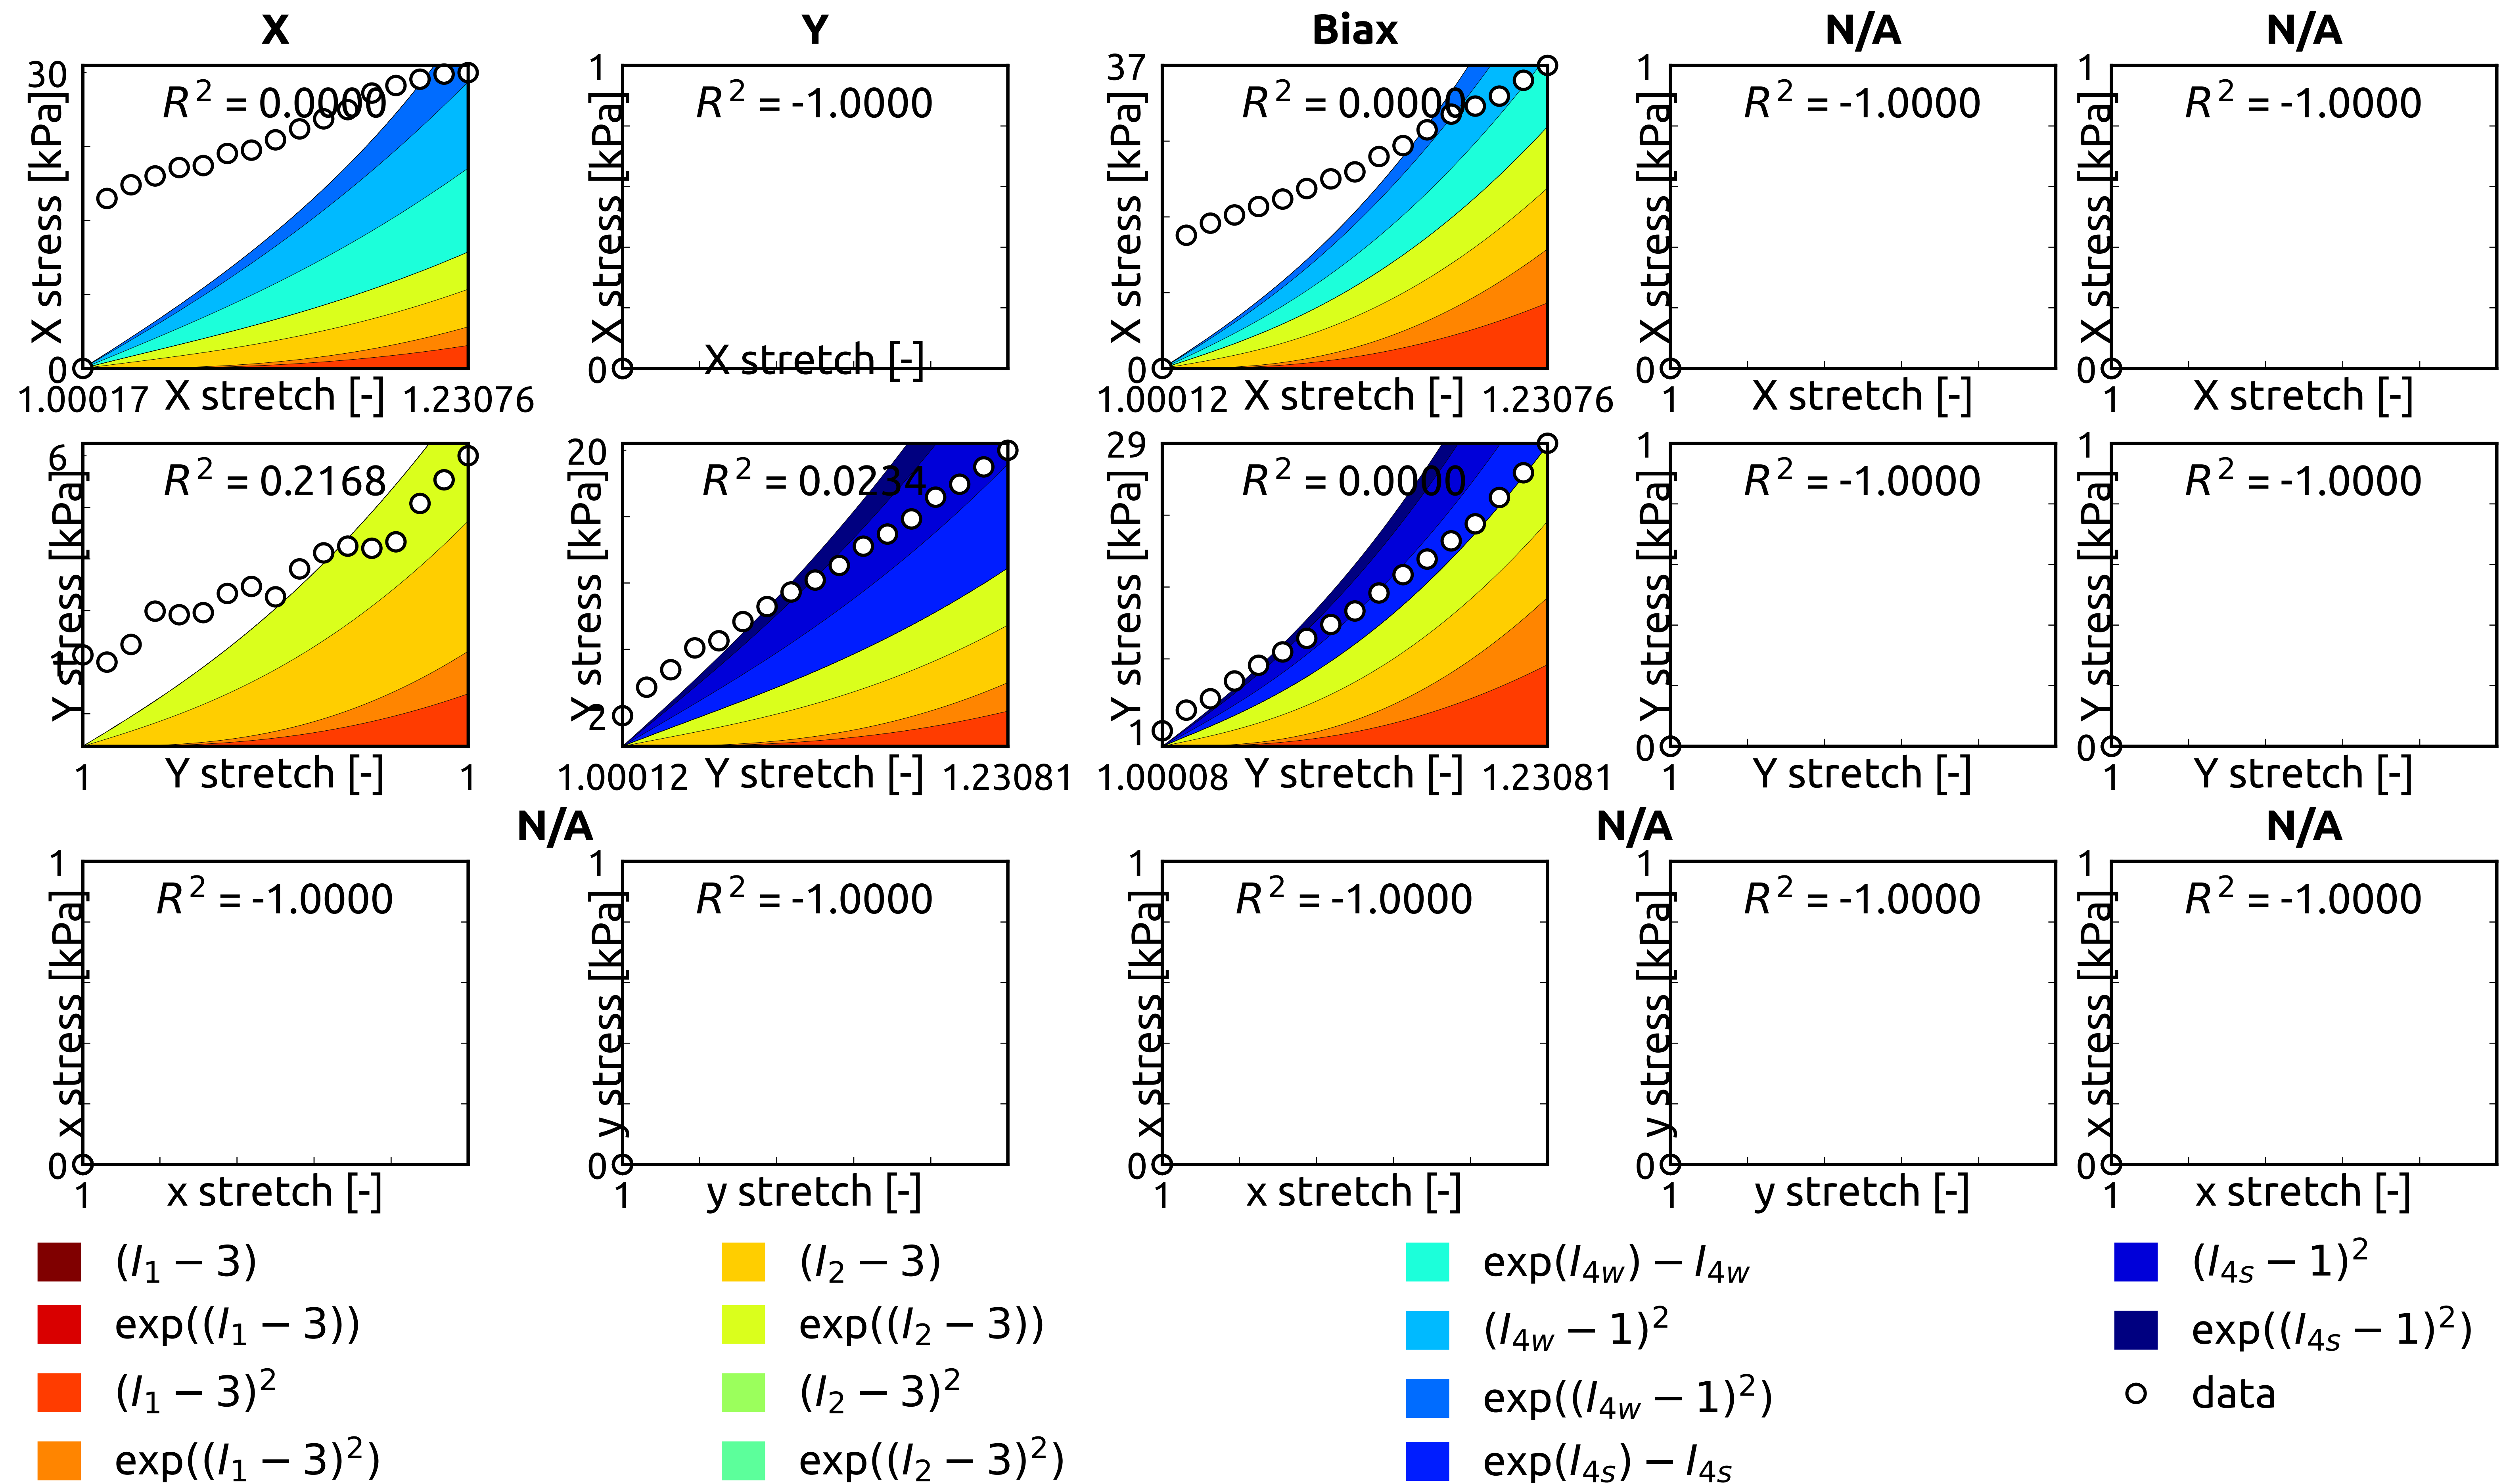 X
Y
Biax
N/A
N/A
30
X stress [kPa]
R² = 0.0000
0
1.00017
X stretch [-]
1.23076
1
X stress [kPa]
R² = -1.0000
0
X stretch [-]
37
X stress [kPa]
R² = 0.0000
0
1.00012
X stretch [-]
1.23076
1
X stress [kPa]
R² = -1.0000
0
1
X stretch [-]
1
X stress [kPa]
R² = -1.0000
0
1
X stretch [-]
6
Y stress [kPa]
R² = 0.2168
1
1
Y stretch [-]
1
20
Y stress [kPa]
R² = 0.0234
2
1.00012
Y stretch [-]
1.23081
29
Y stress [kPa]
R² = 0.0000
1
1.00008
Y stretch [-]
1.23081
1
Y stress [kPa]
R² = -1.0000
0
1
Y stretch [-]
1
Y stress [kPa]
R² = -1.0000
0
1
Y stretch [-]
N/A
N/A
N/A
1
x stress [kPa]
R² = -1.0000
0
1
x stretch [-]
1
y stress [kPa]
R² = -1.0000
0
1
y stretch [-]
1
x stress [kPa]
R² = -1.0000
0
1
x stretch [-]
1
y stress [kPa]
R² = -1.0000
0
1
y stretch [-]
1
x stress [kPa]
R² = -1.0000
0
1
x stretch [-]
(I₁ − 3)
exp((I₁ − 3))
(I₁ − 3)²
exp((I₁ − 3)²)
(I₂ − 3)
exp((I₂ − 3))
(I₂ − 3)²
exp((I₂ − 3)²)
exp(I₄w) − I₄w
(I₄w − 1)²
exp((I₄w − 1)²)
exp(I₄s) − I₄s
(I₄s − 1)²
exp((I₄s − 1)²)
data